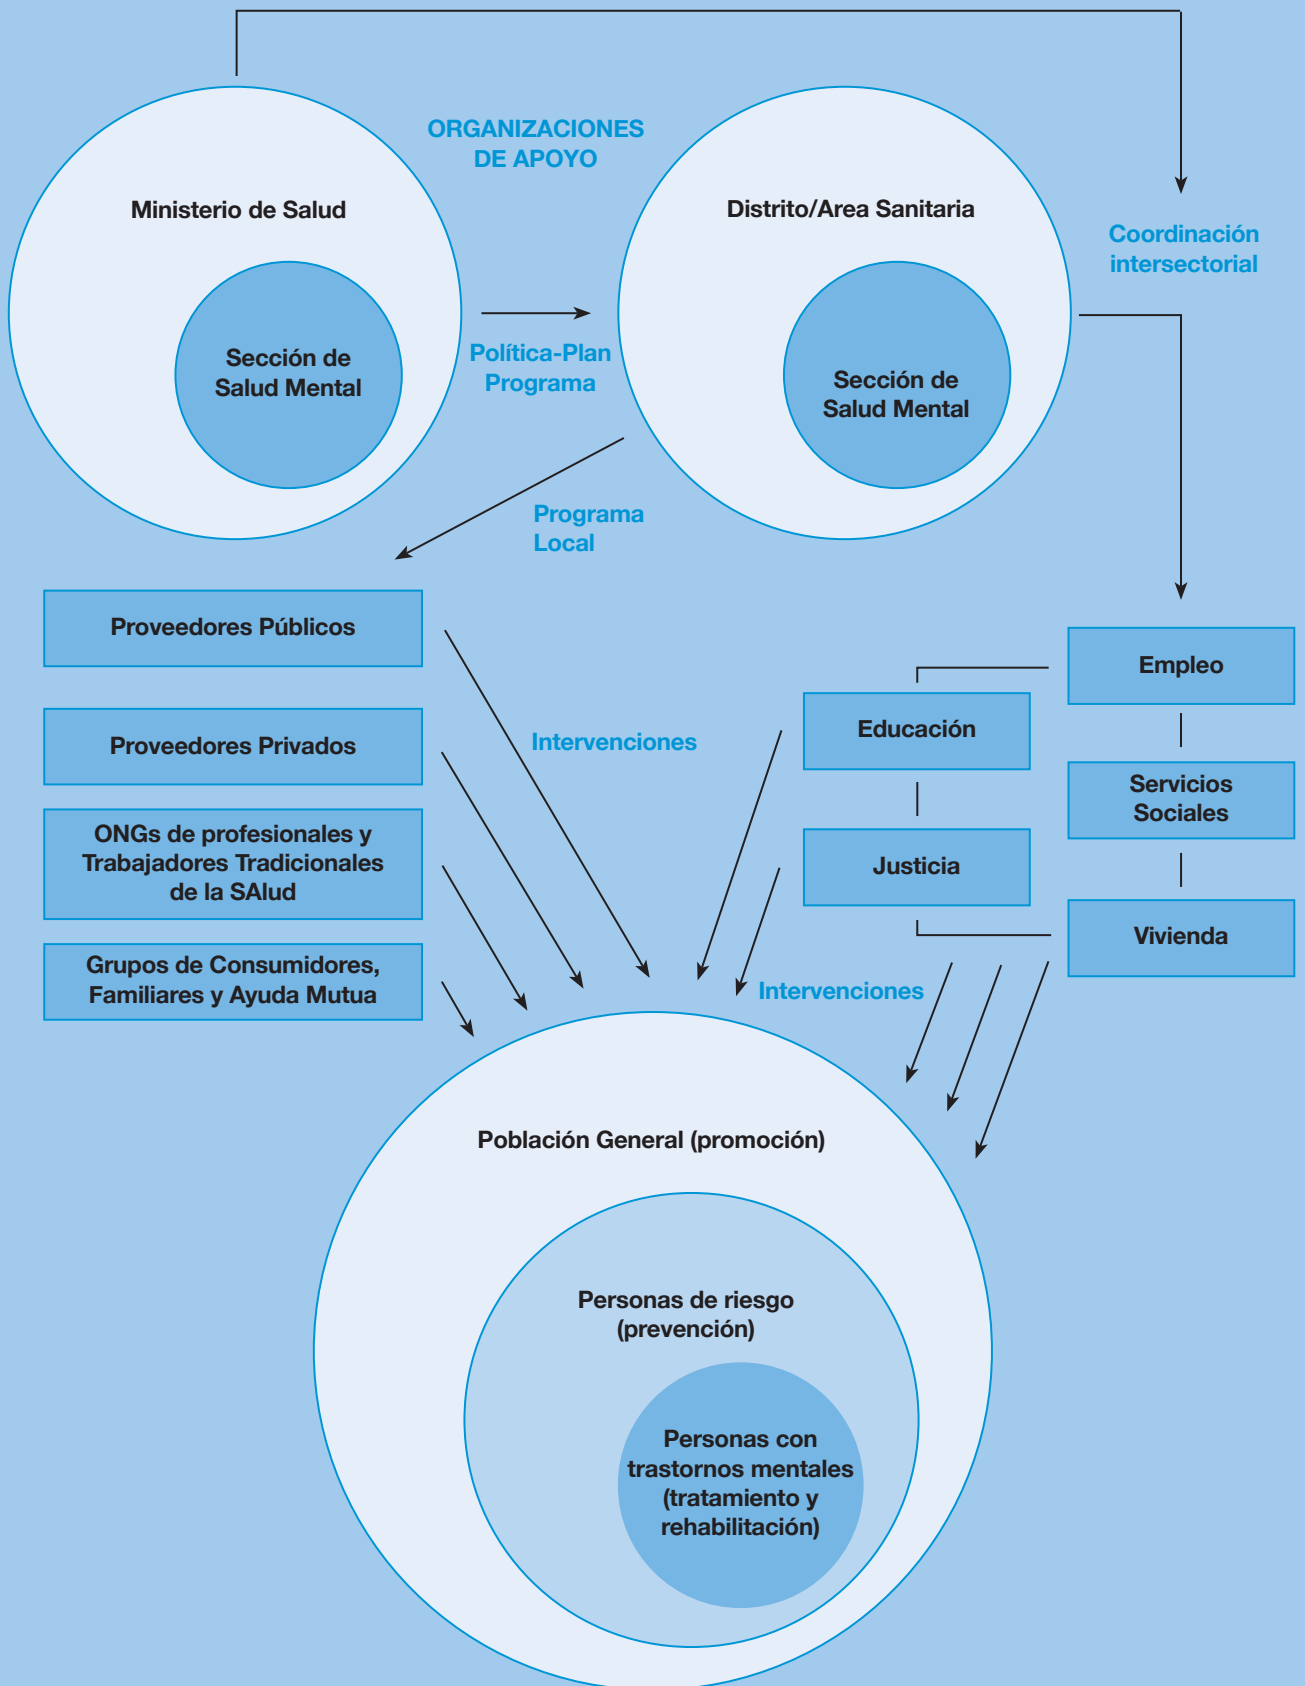 ORGANIZACIONES
DE APOYO
Ministerio de Salud
Distrito/Area Sanitaria
Coordinación
intersectorial
Sección de
Salud Mental
Política-Plan
Programa
Sección de
Salud Mental
Programa
Local
Proveedores Públicos
Proveedores Privados
ONGs de profesionales y
Trabajadores Tradicionales
de la SAlud
Grupos de Consumidores,
Familiares y Ayuda Mutua
Intervenciones
Educación
Justicia
Empleo
Servicios
Sociales
Vivienda
Intervenciones
Población General (promoción)
Personas de riesgo
(prevención)
Personas con
trastornos mentales
(tratamiento y
rehabilitación)